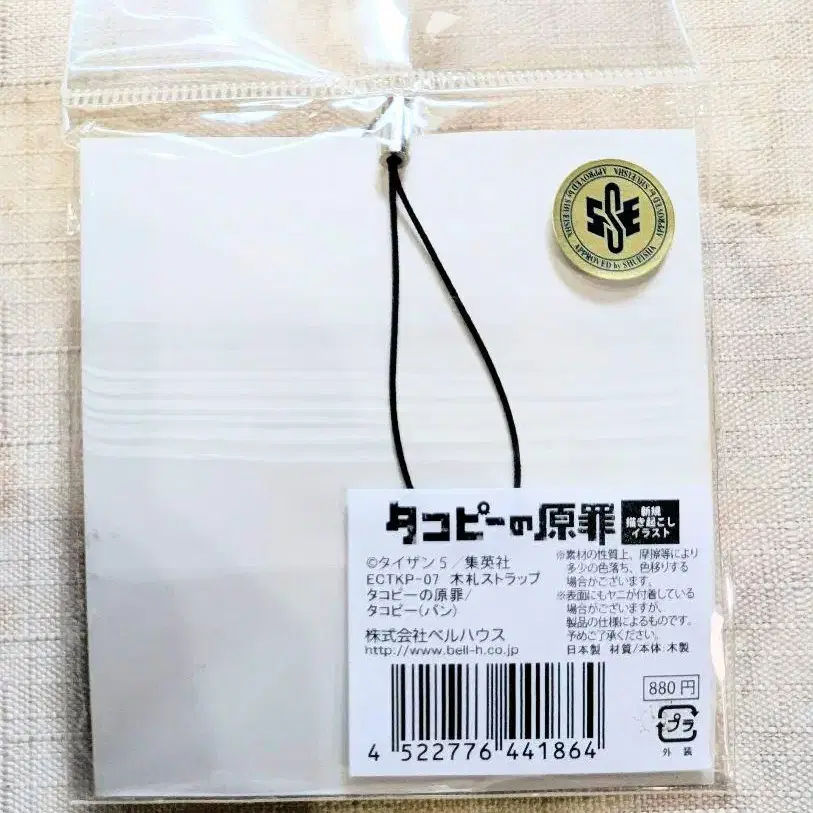 APPROVED by SHUEISHA APPROVED by SHUEISHA APPROVED by SHUEISHA
SSE
タコピーの原罪
新規
描き起こし
イラスト
©タイザン5/集英社
ECTKP-07 木札ストラップ
タコピーの原罪/
タコピー(パン)
株式会社ベルハウス
http://www.bell-h.co.jp
※素材の性質上、摩擦等により
多少の色落ち、色移りする
場合がございます。
※表面にもヤニが付着している
場合がございますが、
製品の仕様によるものです。
予めご了承ください。
日本製 材質/本体:木製
880円
プラ
外装
4 522776 441864